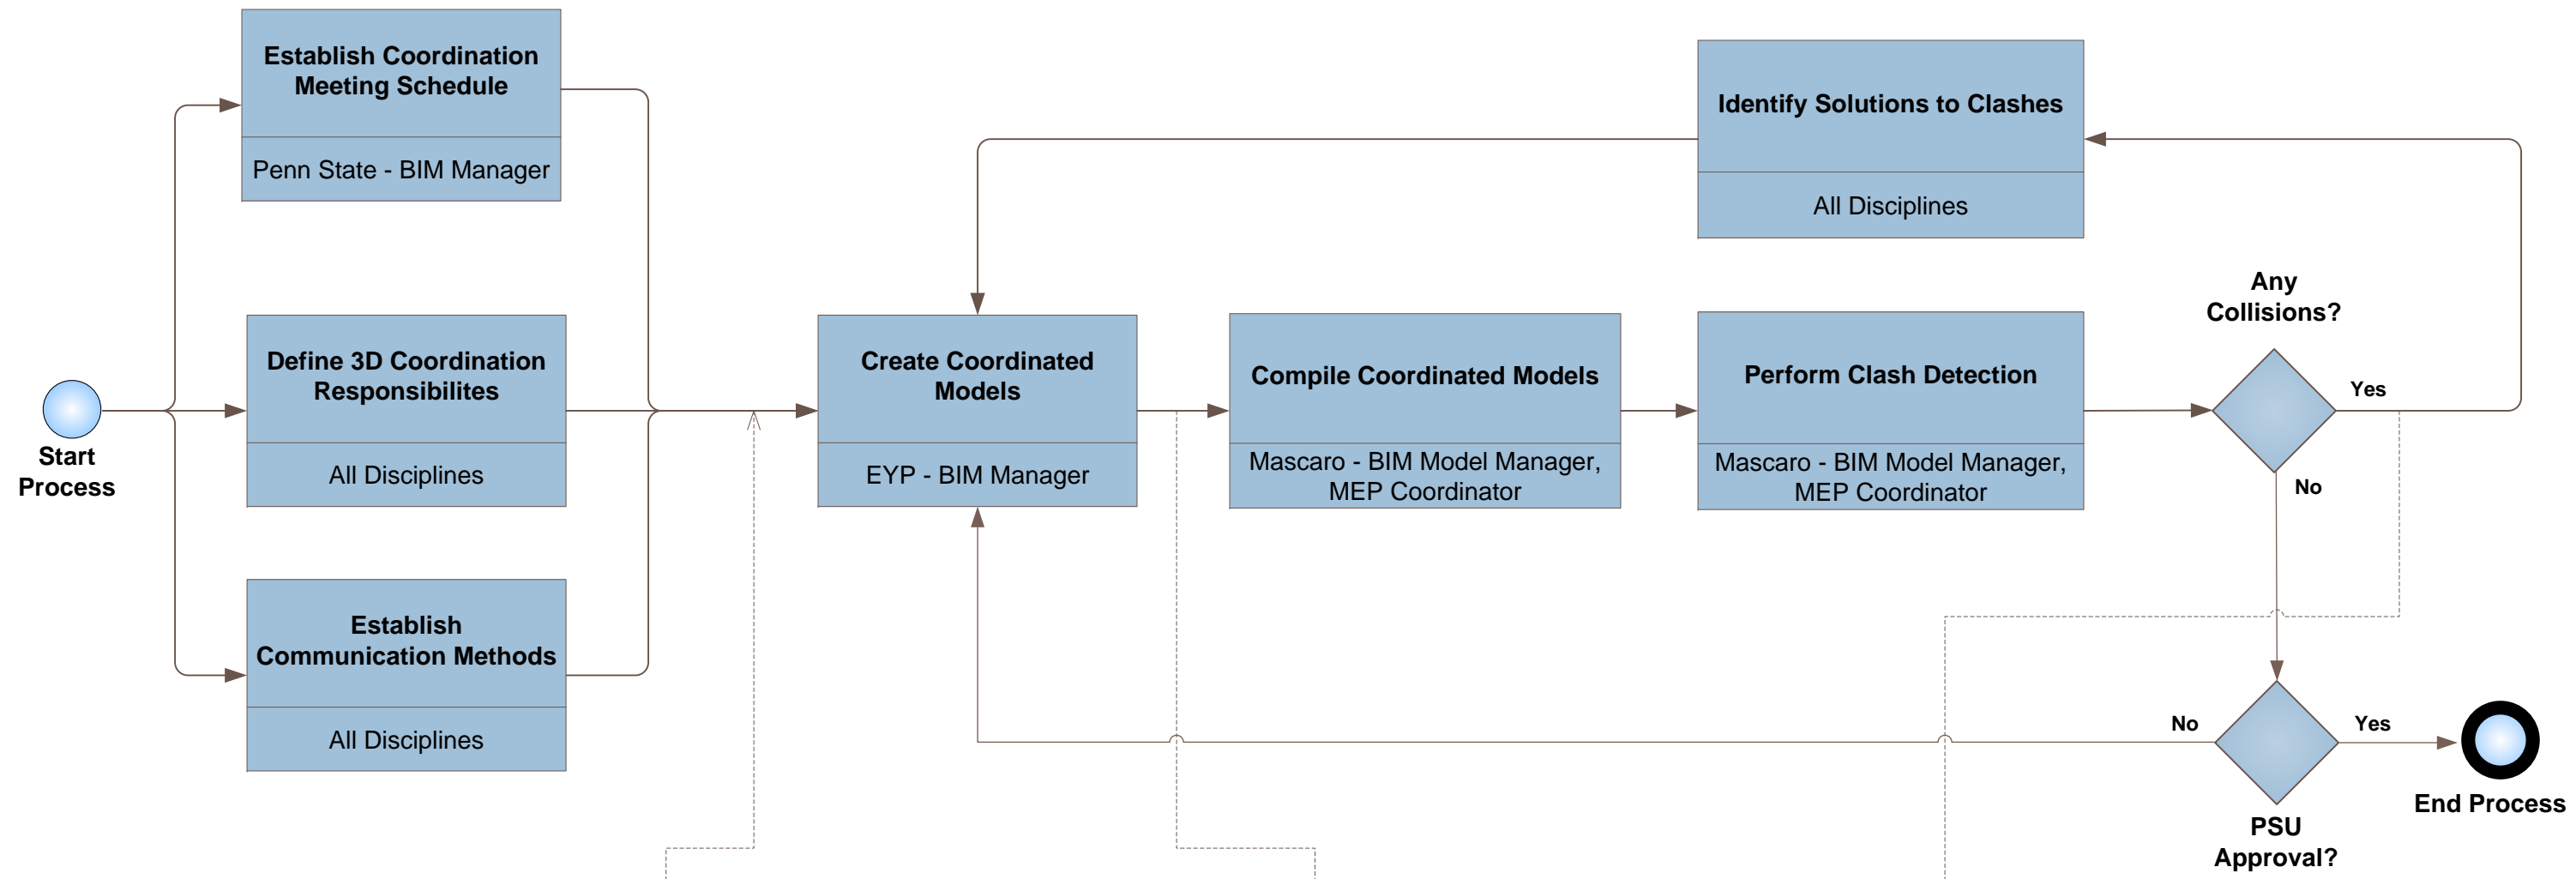 Establish Coordination
Meeting Schedule
Penn State - BIM Manager
Identify Solutions to Clashes
All Disciplines
Any
Collisions?
Start
Process
Define 3D Coordination
Responsibilites
All Disciplines
Create Coordinated
Models
EYP - BIM Manager
Compile Coordinated Models
Mascaro - BIM Model Manager,
MEP Coordinator
Perform Clash Detection
Mascaro - BIM Model Manager,
MEP Coordinator
Yes
No
Establish
Communication Methods
All Disciplines
No
Yes
PSU
Approval?
End Process